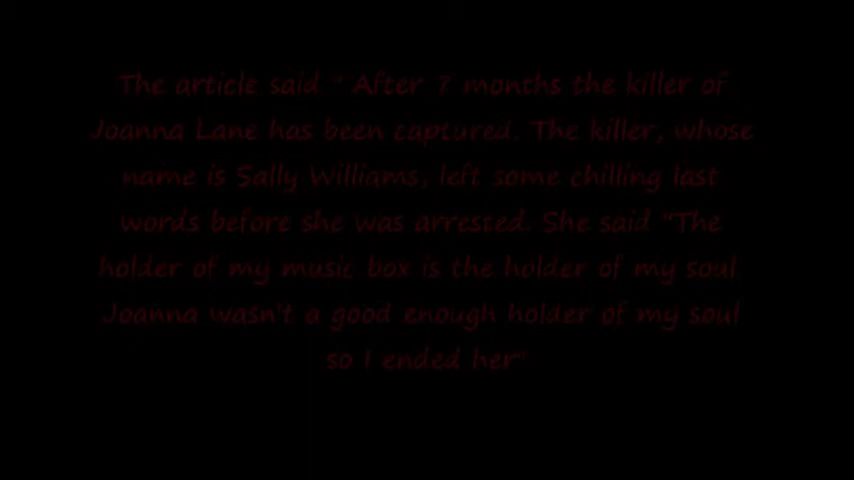 The article said " After 7 months the killer of
Joanna Lane has been captured. The killer, whose
name is Sally Williams, left some chilling last
words before she was arrested. She said "The
holder of my music box is the holder of my soul
Joanna wasn't a good enough holder of my soul
so I ended her"